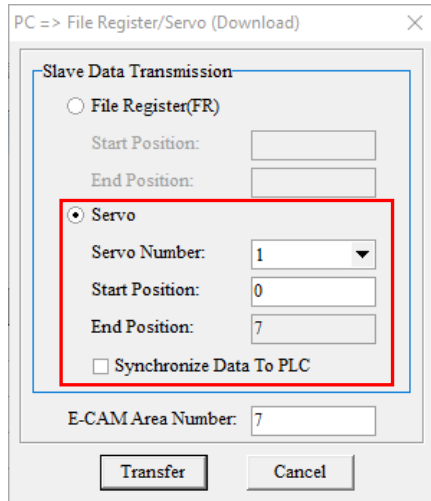 PC => File Register/Servo (Download)
Slave Data Transmission
File Register(FR)
Start Position:
End Position:
Servo
Servo Number: 1
Start Position: 0
End Position: 7
Synchronize Data To PLC
E-CAM Area Number: 7
Transfer Cancel